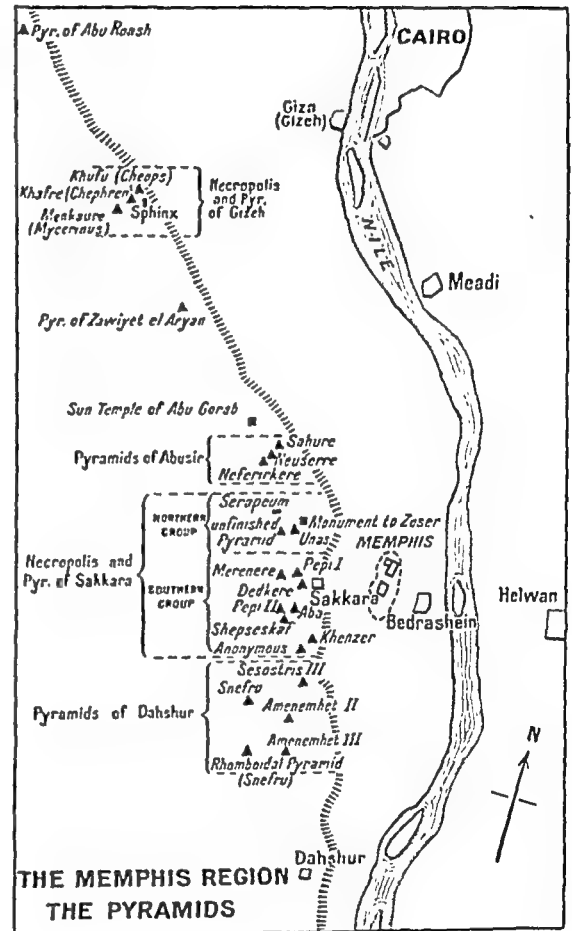 Pyr. of Abu Roash
CAIRO
Giza
(Gizeh)
Khufu (Cheops)
Khafre (Chephren)
Sphinx
Menkaure
(Mycerinus)
Necropolis
and Pyr.
of Gizeh
NILE
Meadi
Pyr. of Zawiyet el Aryan
Sun Temple of Abu Gorab
Pyramids of Abusir
Sahure
Neuserre
Neferirkere
Necropolis and
Pyr. of Sakkara
NORTHERN
GROUP
Serapeum
unfinished
Pyramid
Monument to Zoser
Unas
SOUTHERN
GROUP
Merenere
Pepi I
Dedkere
Pepi II
Aba
Shepseskaf
Khenzer
Anonymous
Sakkara
MEMPHIS
Bedrashein
Helwan
Pyramids of Dahshur
Sesostris III
Snefru
Amenemhet II
Amenemhet III
Rhomboidal Pyramid
(Snefru)
N
Dahshur
THE MEMPHIS REGION
THE PYRAMIDS